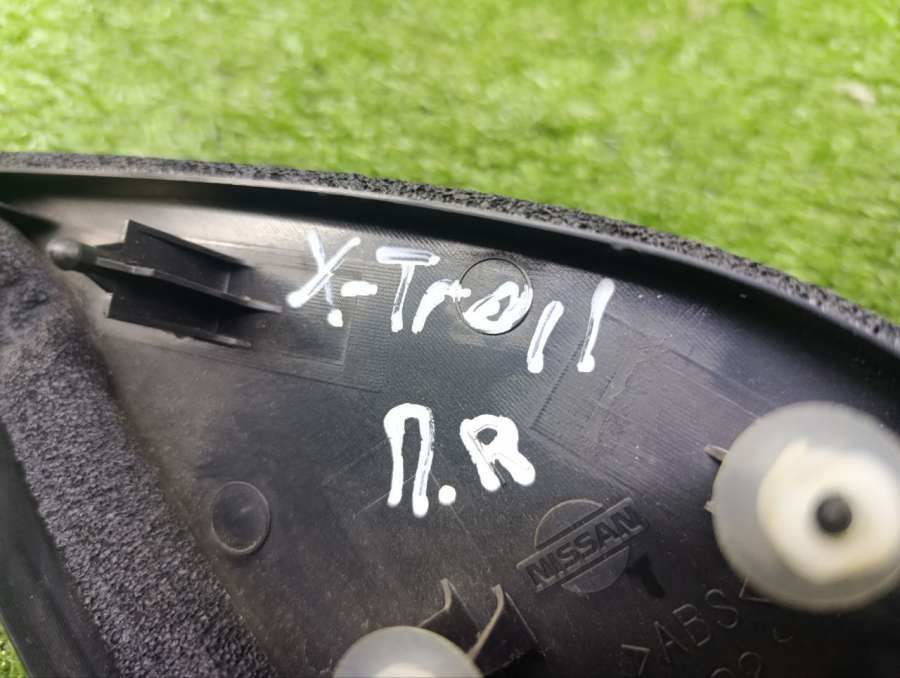 X-Trail
П.R
NISSAN
>ABS<